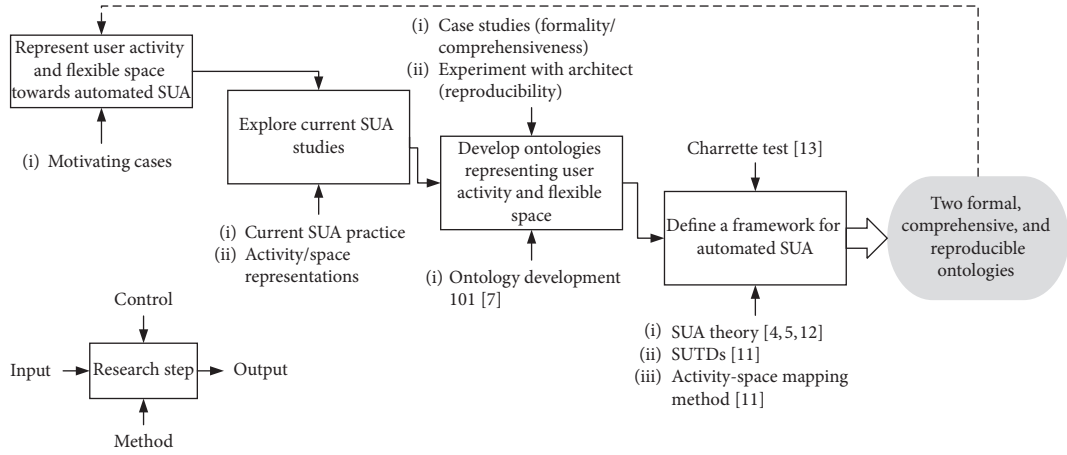 Represent user activity
and flexible space
towards automated SUA
(i) Motivating cases
Explore current SUA
studies
(i) Current SUA practice
(ii) Activity/space
representations
(i) Case studies (formality/
comprehensiveness)
(ii) Experiment with architect
(reproducibility)
Develop ontologies
representing user
activity and flexible
space
(i) Ontology development
101 [7]
Charrette test [13]
Define a framework for
automated SUA
(i) SUA theory [4, 5, 12]
(ii) SUTDs [11]
(iii) Activity-space mapping
method [11]
Two formal,
comprehensive, and
reproducible
ontologies
Control
Input
Research step
Output
Method